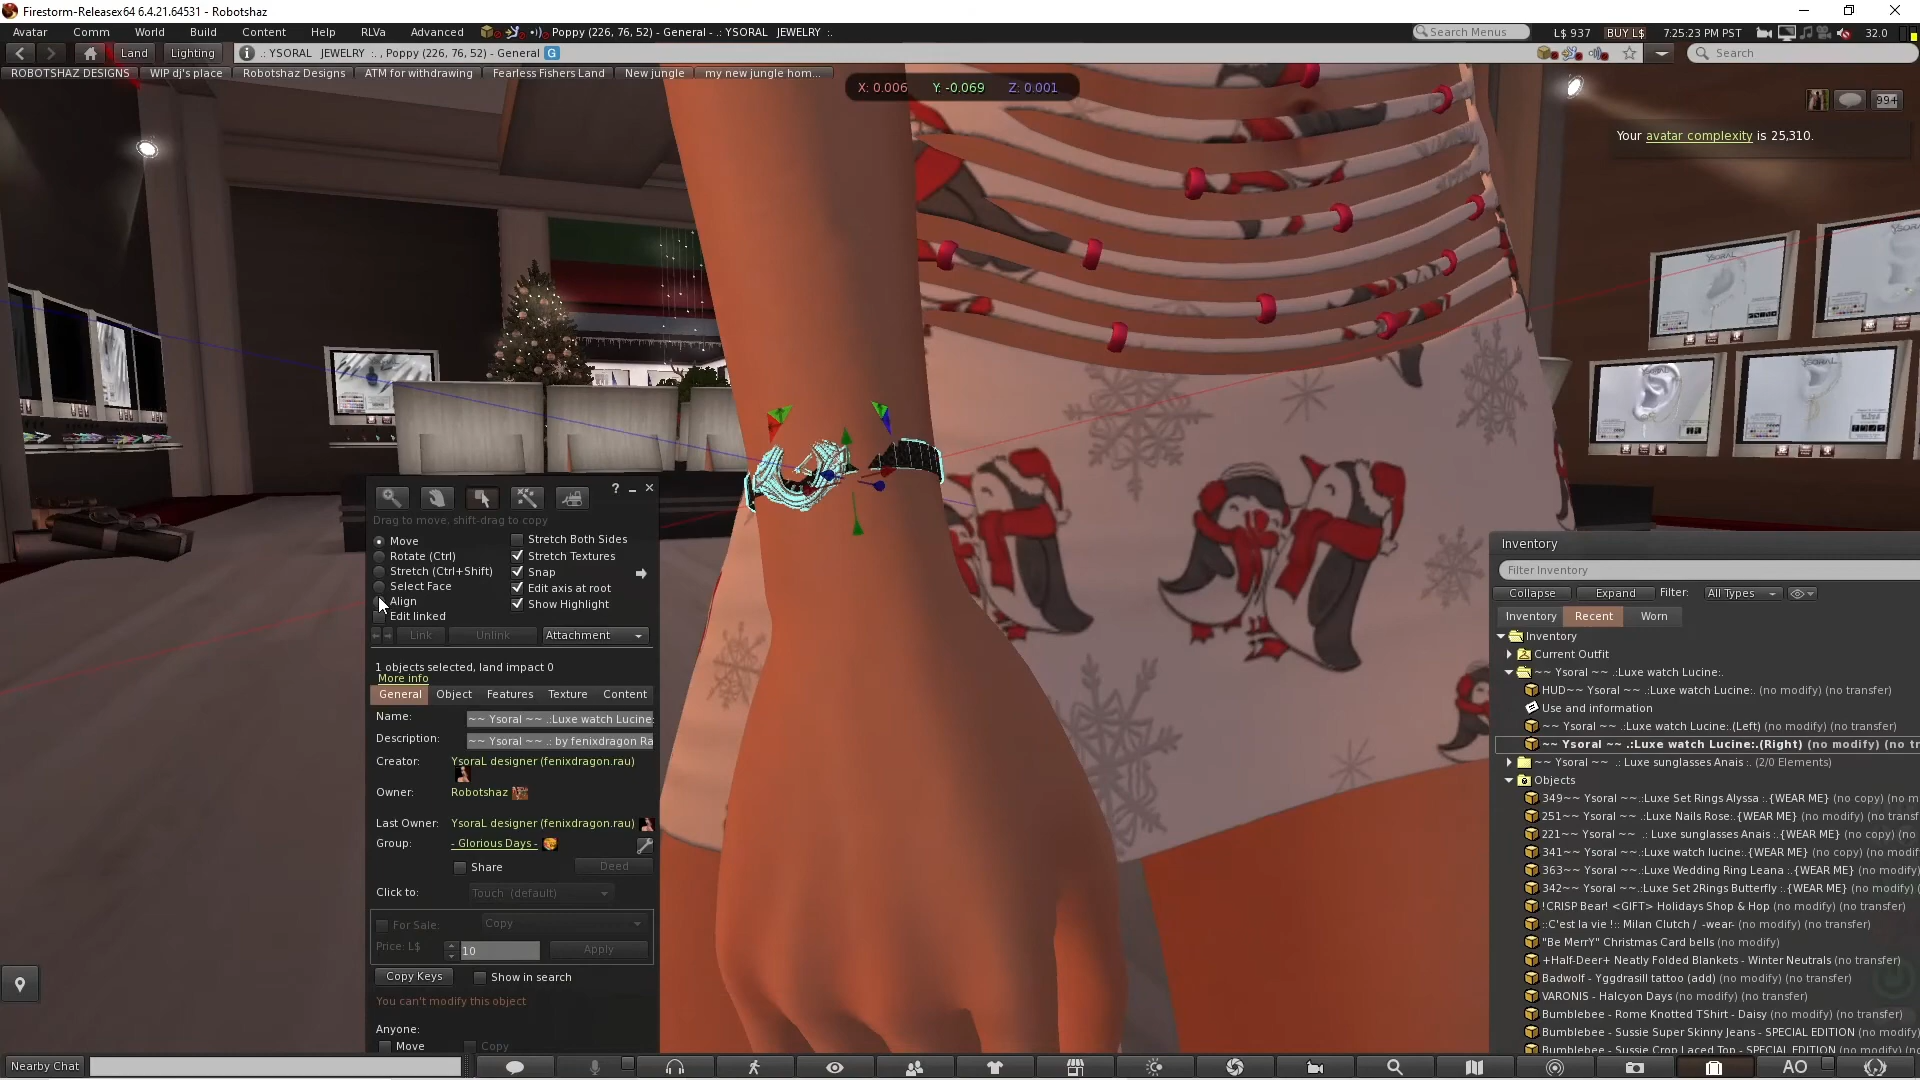 Firestorm-Releasex64 6.4.21.64531 - Robotshaz
Avatar Comm World Build Content Help RLVa Advanced Poppy (226, 76, 52) - General - .: YSORAL JEWELRY :. Search Menus L$ 937 BUY L$ 7:25:23 PM PST 32.0
Land Lighting .: YSORAL JEWELRY :. , Poppy (226, 76, 52) - General G Search
ROBOTSHAZ DESIGNS WIP dj's place Robotshaz Designs ATM for withdrawing Fearless Fishers Land New jungle my new jungle hom...
X: 0.006 Y: -0.069 Z: 0.001
99+
Your avatar complexity is 25,310.
? _ ×
Drag to move, shift-drag to copy
Move Stretch Both Sides
Rotate (Ctrl) Stretch Textures
Stretch (Ctrl+Shift) Snap
Select Face Edit axis at root
Align Show Highlight
Edit linked
Link Unlink Attachment
1 objects selected, land impact 0
More info
General Object Features Texture Content
Name: ~~ Ysoral ~~ .:Luxe watch Lucine:
Description: ~~ Ysoral ~~ .: by fenixdragon Ra
Creator: YsoraL designer (fenixdragon.rau)
Owner: Robotshaz
Last Owner: YsoraL designer (fenixdragon.rau)
Group: - Glorious Days -
Share Deed
Click to: Touch (default)
For Sale: Copy
Price: L$ 10 Apply
Copy Keys Show in search
You can't modify this object
Anyone:
Move Copy
Inventory
Filter Inventory
Collapse Expand Filter: All Types
Inventory Recent Worn
Inventory
Current Outfit
~~ Ysoral ~~ .:Luxe watch Lucine:.
HUD~~ Ysoral ~~ .:Luxe watch Lucine:. (no modify) (no transfer)
Use and information
~~ Ysoral ~~ .:Luxe watch Lucine:.(Left) (no modify) (no transfer)
~~ Ysoral ~~ .:Luxe watch Lucine:.(Right) (no modify) (no tr
~~ Ysoral ~~ .: Luxe sunglasses Anais :. (2/0 Elements)
Objects
349~~ Ysoral ~~.:Luxe Set Rings Alyssa :.{WEAR ME} (no copy) (no m
251~~ Ysoral ~~.:Luxe Nails Rose:.{WEAR ME} (no modify) (no transf
221~~ Ysoral ~~ .: Luxe sunglasses Anais :.{WEAR ME} (no copy) (no
341~~ Ysoral ~~.:Luxe watch lucine:.{WEAR ME} (no copy) (no modif
363~~ Ysoral ~~.:Luxe Wedding Ring Leana :.{WEAR ME} (no modify)
342~~ Ysoral ~~.:Luxe Set 2Rings Butterfly :.{WEAR ME} (no modify)
!CRISP Bear! <GIFT> Holidays Shop & Hop (no modify) (no transfer)
::C'est la vie !:: Milan Clutch / -wear- (no modify) (no transfer)
"Be MerrY" Christmas Card bells (no modify)
+Half-Deer+ Neatly Folded Blankets - Winter Neutrals (no transfer)
Badwolf - Yggdrasill tattoo (add) (no modify) (no transfer)
VARONIS - Halcyon Days (no modify) (no transfer)
Bumblebee - Rome Knotted TShirt - Daisy (no modify) (no transfer)
Bumblebee - Sussie Super Skinny Jeans - SPECIAL EDITION (no modify)
Bumblebee - Sussie Crop Laced Top - SPECIAL EDITION (no modify)
Nearby Chat AO